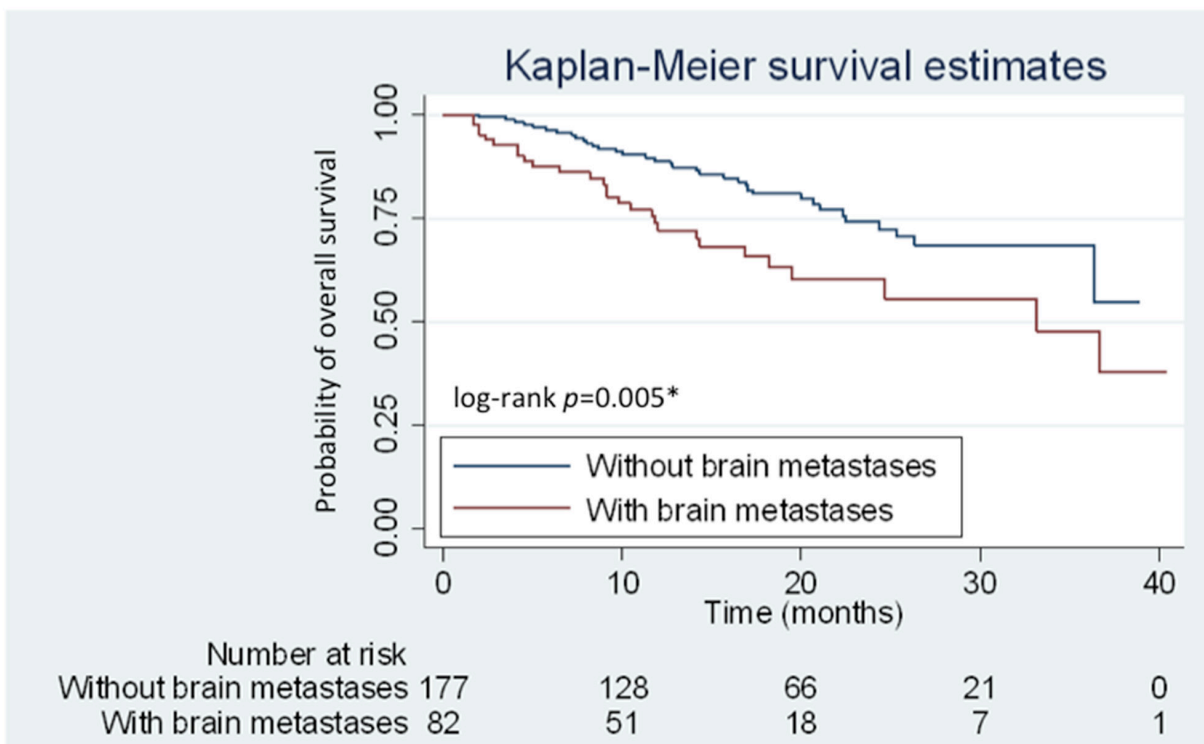 Kaplan-Meier survival estimates
Probability of overall survival
1.00
0.75
0.50
0.25
0.00
log-rank p=0.005*
Without brain metastases
With brain metastases
0 10 20 30 40
Time (months)
Number at risk
Without brain metastases 177 128 66 21 0
With brain metastases 82 51 18 7 1